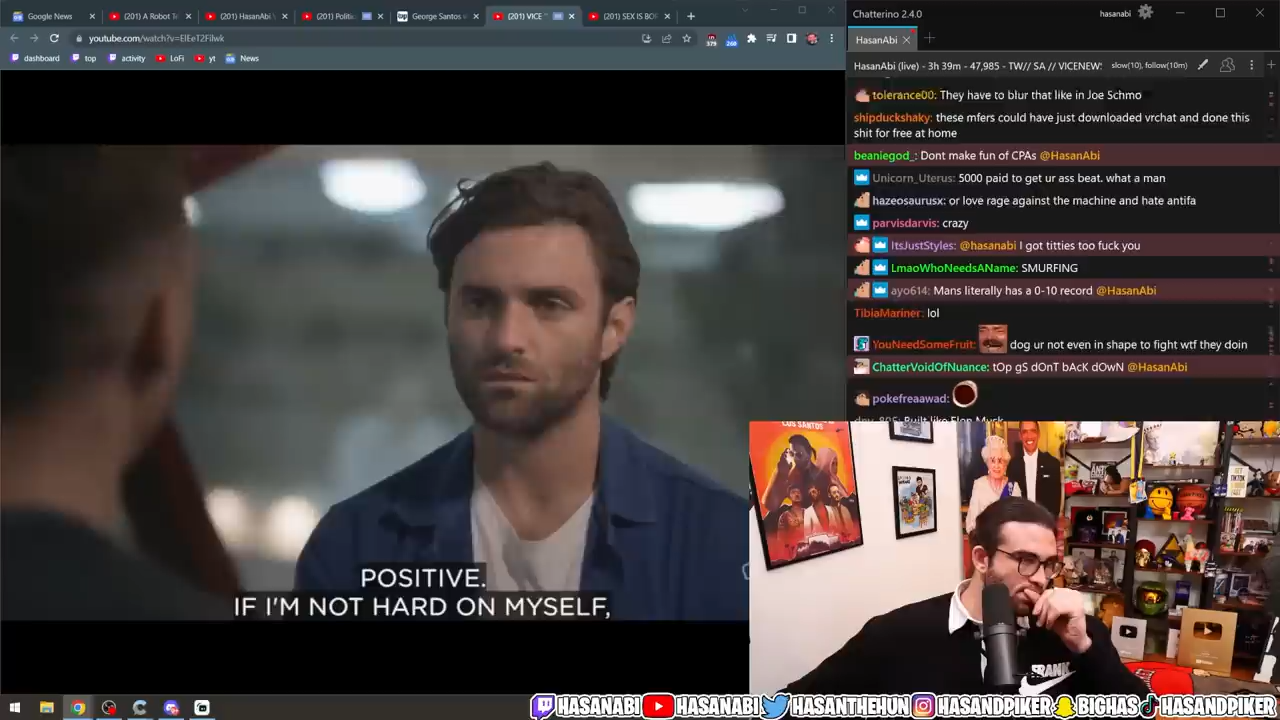 Google News
(201) A Robot T
(201) HasanAbi
(201) Politi
George Santos w
(201) VICE
(201) SEX IS BOR
youtube.com/watch?v=
379
268
dashboard
top
activity
LoFi
yt
News
POSITIVE.
IF I'M NOT HARD ON MYSELF,
Chatterino 2.4.0
hasanabi
HasanAbi
HasanAbi (live) - 3h 39m - 47,985 - TW// SA // VICENEWS
slow(10), follow(10m)
tolerance00: They have to blur that like in Joe Schmo
shipduckshaky: these mfers could have just downloaded vrchat and done this
shit for free at home
beaniegod_: Dont make fun of CPAs @HasanAbi
Unicorn_Uterus: 5000 paid to get ur ass beat. what a man
hazeosaurusx: or love rage against the machine and hate antifa
parvisdarvis: crazy
ItsJustStyles: @hasanabi I got titties too fuck you
LmaoWhoNeedsAName: SMURFING
ayo614: Mans literally has a 0-10 record @HasanAbi
TibiaMariner: lol
YouNeedSomeFruit: dog ur not even in shape to fight wtf they doin
ChatterVoidOfNuance: tOp gS dOnT bAcK dOwN @HasanAbi
pokefreaawad:
LOS SANTOS
HASANABI
HASANABI
HASANTHEHUN
HASANDPIKER
BIGHAS
HASANDPIKER